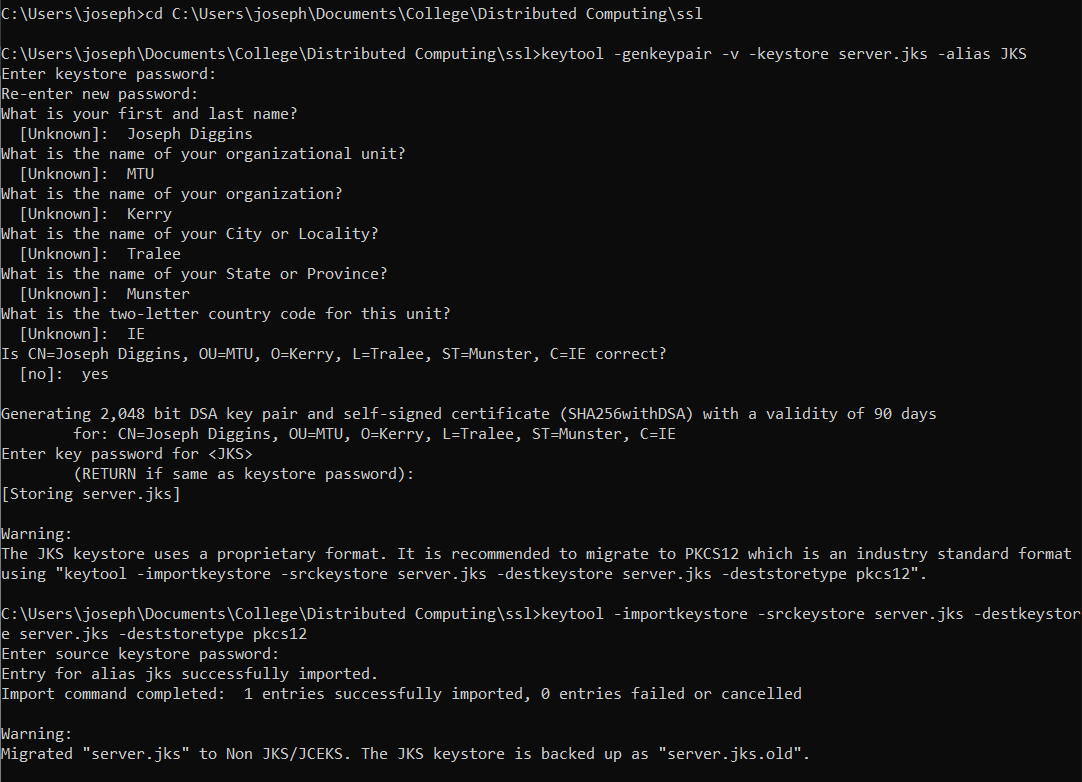 C:\Users\joseph>cd C:\Users\joseph\Documents\College\Distributed Computing\ssl
C:\Users\joseph\Documents\College\Distributed Computing\ssl>keytool -genkeypair -v -keystore server.jks -alias JKS
Enter keystore password:
Re-enter new password:
What is your first and last name?
  [Unknown]:  Joseph Diggins
What is the name of your organizational unit?
  [Unknown]:  MTU
What is the name of your organization?
  [Unknown]:  Kerry
What is the name of your City or Locality?
  [Unknown]:  Tralee
What is the name of your State or Province?
  [Unknown]:  Munster
What is the two-letter country code for this unit?
  [Unknown]:  IE
Is CN=Joseph Diggins, OU=MTU, O=Kerry, L=Tralee, ST=Munster, C=IE correct?
  [no]:  yes
Generating 2,048 bit DSA key pair and self-signed certificate (SHA256withDSA) with a validity of 90 days
        for: CN=Joseph Diggins, OU=MTU, O=Kerry, L=Tralee, ST=Munster, C=IE
Enter key password for <JKS>
        (RETURN if same as keystore password):
[Storing server.jks]
Warning:
The JKS keystore uses a proprietary format. It is recommended to migrate to PKCS12 which is an industry standard format
using "keytool -importkeystore -srckeystore server.jks -destkeystore server.jks -deststoretype pkcs12".
C:\Users\joseph\Documents\College\Distributed Computing\ssl>keytool -importkeystore -srckeystore server.jks -destkeystor
e server.jks -deststoretype pkcs12
Enter source keystore password:
Entry for alias jks successfully imported.
Import command completed:  1 entries successfully imported, 0 entries failed or cancelled
Warning:
Migrated "server.jks" to Non JKS/JCEKS. The JKS keystore is backed up as "server.jks.old".